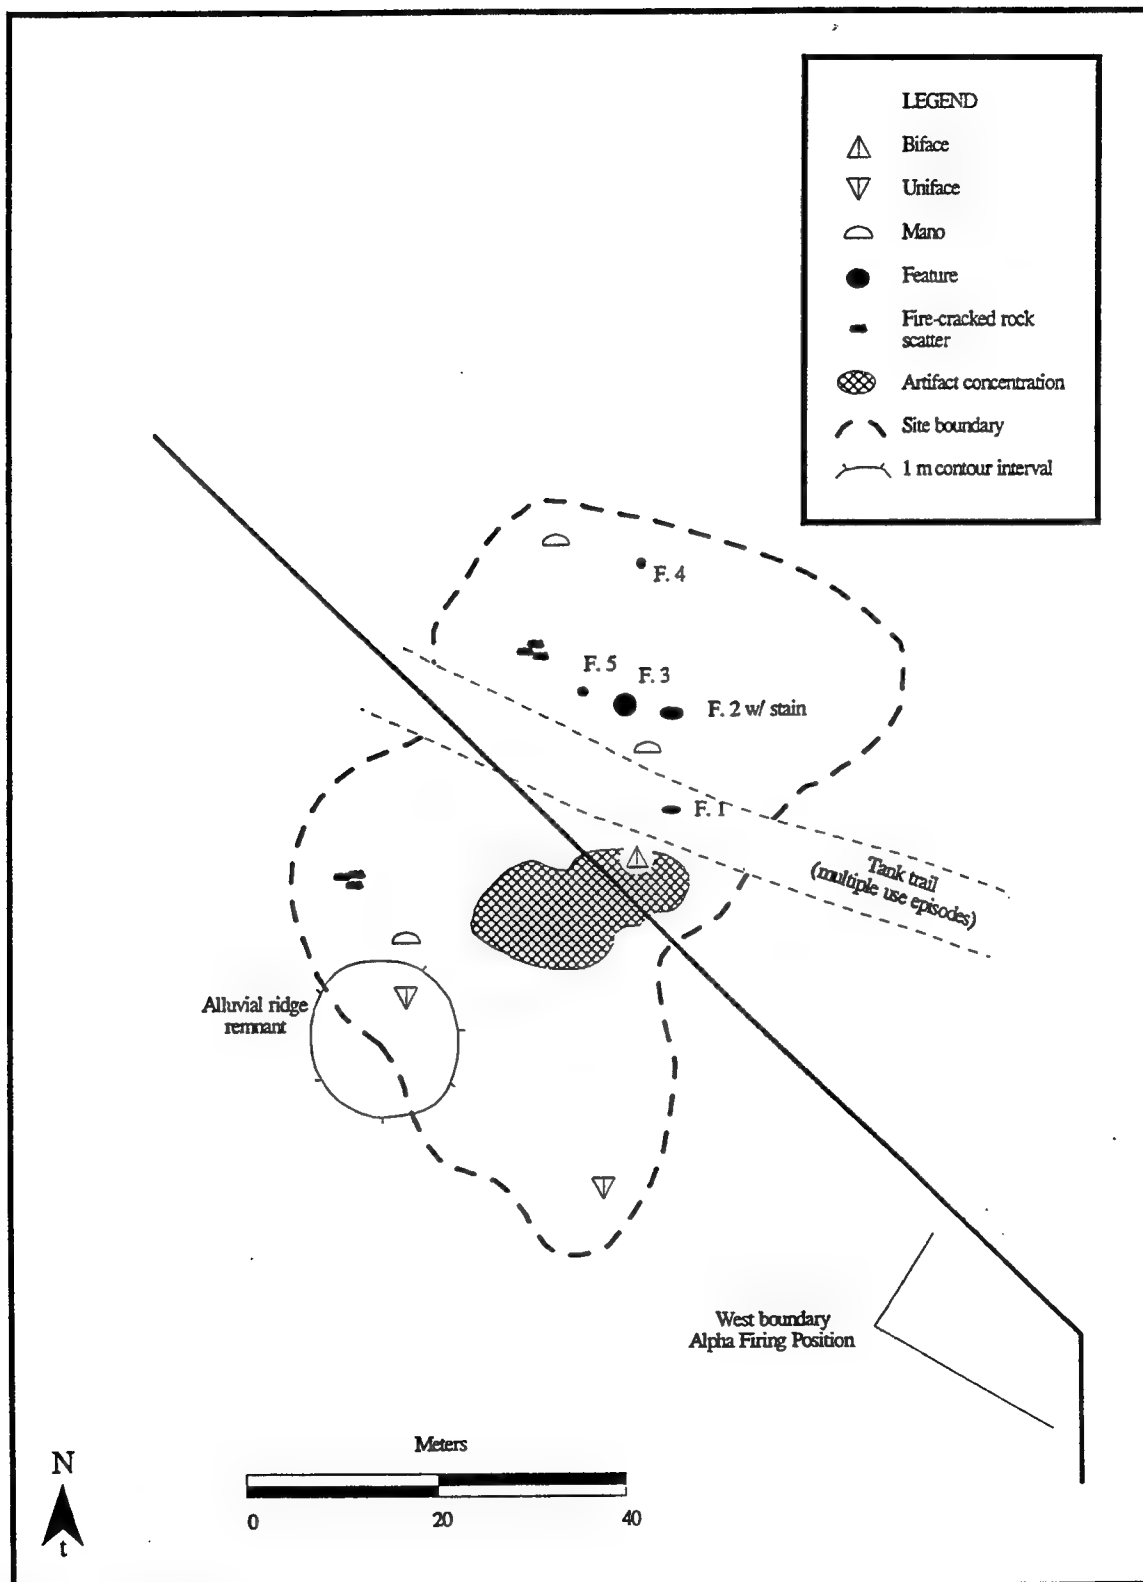 LEGEND
Biface
Uniface
Mano
Feature
Fire-cracked rock
scatter
Artifact concentration
Site boundary
1 m contour interval
F. 4
F. 5
F. 3
F. 2 w/ stain
F. 1
Tank trail
(multiple use episodes)
Alluvial ridge
remnant
West boundary
Alpha Firing Position
Meters
0 20 40
N
t